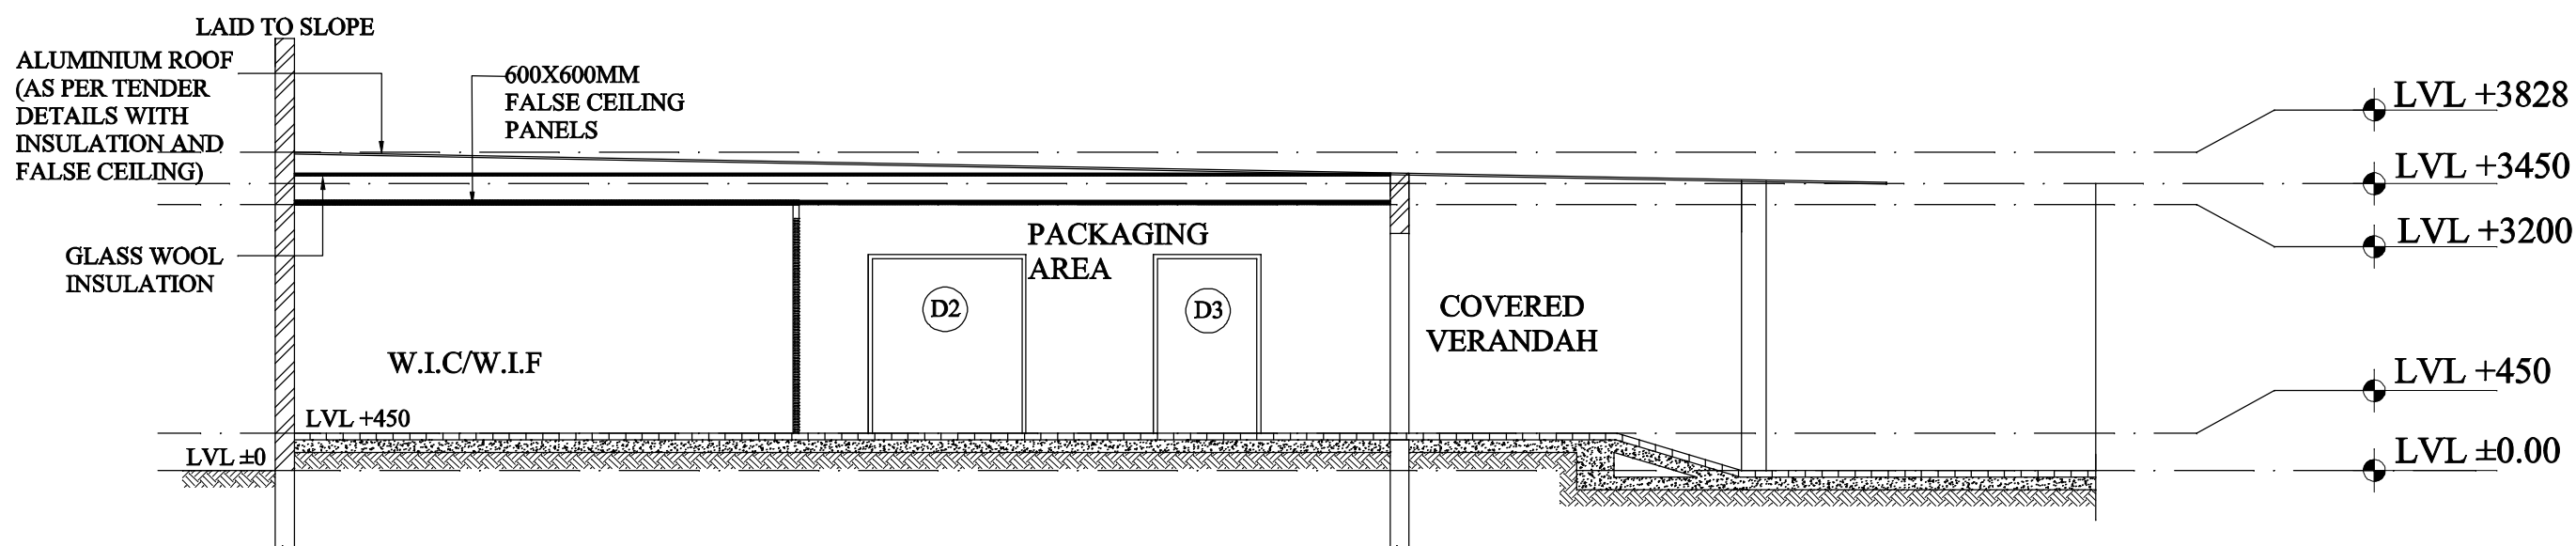 LAID TO SLOPE
ALUMINIUM ROOF
(AS PER TENDER
DETAILS WITH
INSULATION AND
FALSE CEILING)
600X600MM
FALSE CEILING
PANELS
GLASS WOOL
INSULATION
W.I.C/W.I.F
PACKAGING
AREA
D2
D3
COVERED
VERANDAH
LVL +450
LVL ±0
LVL +3828
LVL +3450
LVL +3200
LVL +450
LVL ±0.00